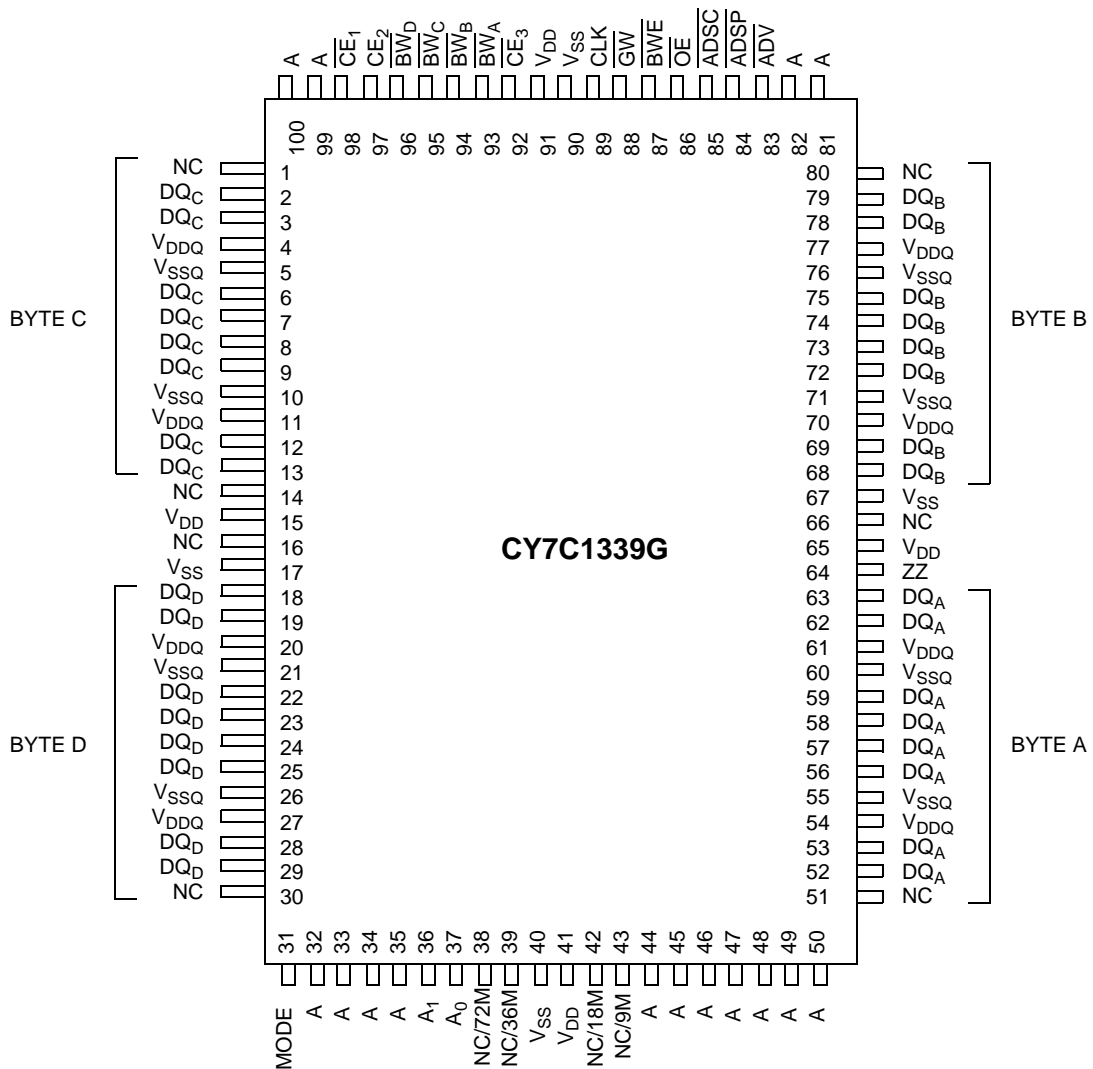 A
A
CE1
CE2
BWD
BWC
BWB
BWA
CE3
VDD
VSS
CLK
GW
BWE
OE
ADSC
ADSP
ADV
A
A
100
99
98
97
96
95
94
93
92
91
90
89
88
87
86
85
84
83
82
81
BYTE C
BYTE D
NC 1
DQC 2
DQC 3
VDDQ 4
VSSQ 5
DQC 6
DQC 7
DQC 8
DQC 9
VSSQ 10
VDDQ 11
DQC 12
DQC 13
NC 14
VDD 15
NC 16
VSS 17
DQD 18
DQD 19
VDDQ 20
VSSQ 21
DQD 22
DQD 23
DQD 24
DQD 25
VSSQ 26
VDDQ 27
DQD 28
DQD 29
NC 30
CY7C1339G
80 NC
79 DQB
78 DQB
77 VDDQ
76 VSSQ
75 DQB
74 DQB
73 DQB
72 DQB
71 VSSQ
70 VDDQ
69 DQB
68 DQB
67 VSS
66 NC
65 VDD
64 ZZ
63 DQA
62 DQA
61 VDDQ
60 VSSQ
59 DQA
58 DQA
57 DQA
56 DQA
55 VSSQ
54 VDDQ
53 DQA
52 DQA
51 NC
BYTE B
BYTE A
31
32
33
34
35
36
37
38
39
40
41
42
43
44
45
46
47
48
49
50
MODE
A
A
A
A
A1
A0
NC/72M
NC/36M
VSS
VDD
NC/18M
NC/9M
A
A
A
A
A
A
A